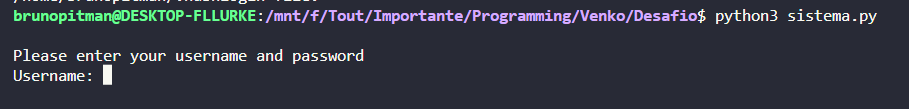 brunopitman@DESKTOP-FLLURKE:/mnt/f/Tout/Importante/Programming/Venko/Desafio$ python3 sistema.py
Please enter your username and password
Username: